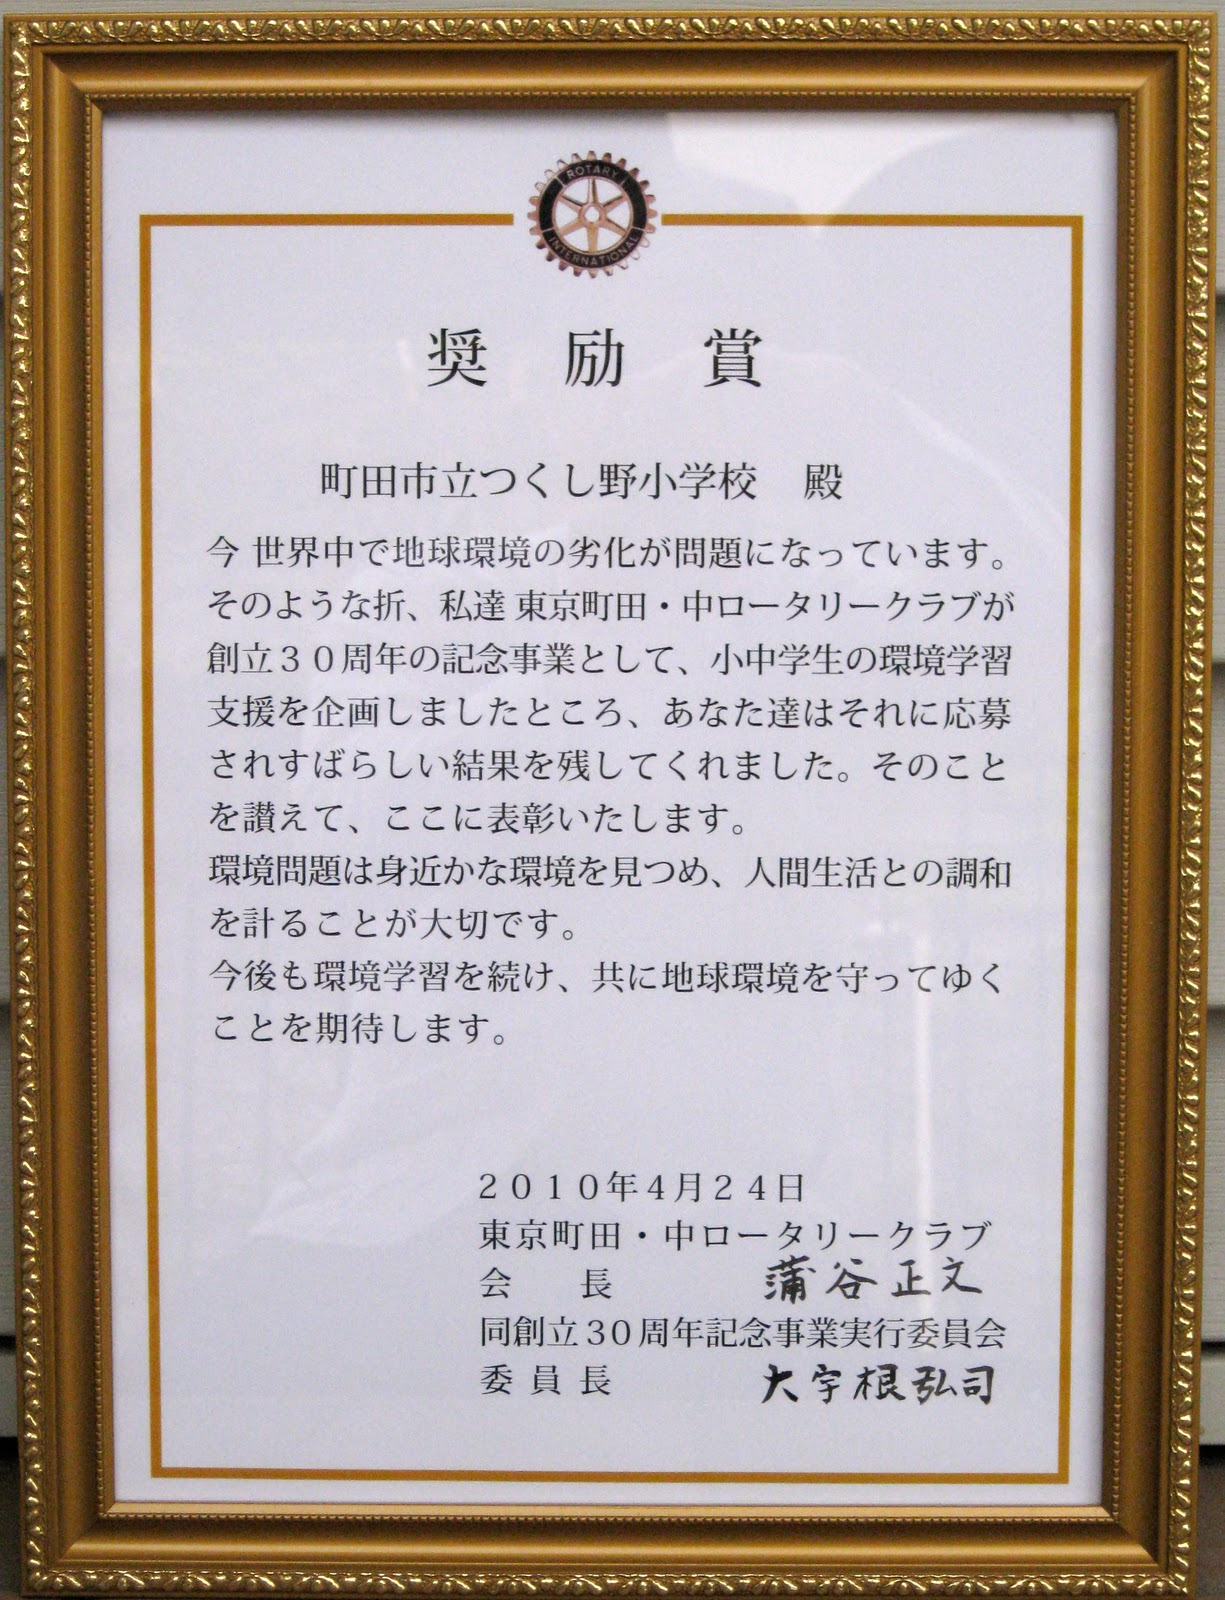 ROTARY
INTERNATIONAL
奨励賞
町田市立つくし野小学校 殿
今 世界中で地球環境の劣化が問題になっています。
そのような折、私達 東京町田・中ロータリークラブが
創立３０周年の記念事業として、小中学生の環境学習
支援を企画しましたところ、あなた達はそれに応募
されすばらしい結果を残してくれました。そのこと
を讃えて、ここに表彰いたします。
環境問題は身近かな環境を見つめ、人間生活との調和
を計ることが大切です。
今後も環境学習を続け、共に地球環境を守ってゆく
ことを期待します。
２０１０年４月２４日
東京町田・中ロータリークラブ
会 長 蒲谷正文
同創立３０周年記念事業実行委員会
委員長 大宇根弘司